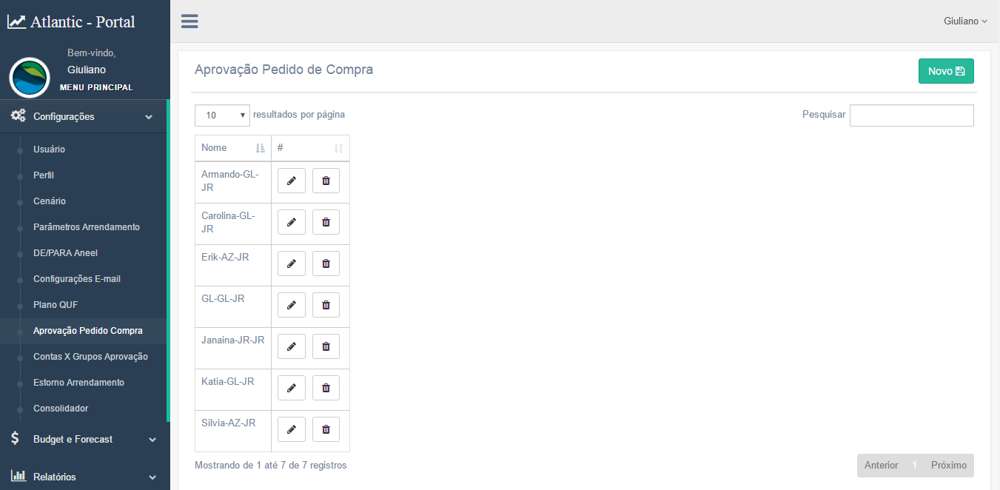 Atlantic - Portal
Bem-vindo,
Giuliano
MENU PRINCIPAL
Configurações
Usuário
Perfil
Cenário
Parâmetros Arrendamento
DE/PARA Aneel
Configurações E-mail
Plano QUF
Aprovação Pedido Compra
Contas X Grupos Aprovação
Estorno Arrendamento
Consolidador
Budget e Forecast
Relatórios
Giuliano
Aprovação Pedido de Compra
Novo
10 resultados por página
Pesquisar
Nome #
Armando-GL-
JR
Carolina-GL-
JR
Erik-AZ-JR
GL-GL-JR
Janaina-JR-JR
Katia-GL-JR
Silvia-AZ-JR
Mostrando de 1 até 7 de 7 registros
Anterior 1 Próximo